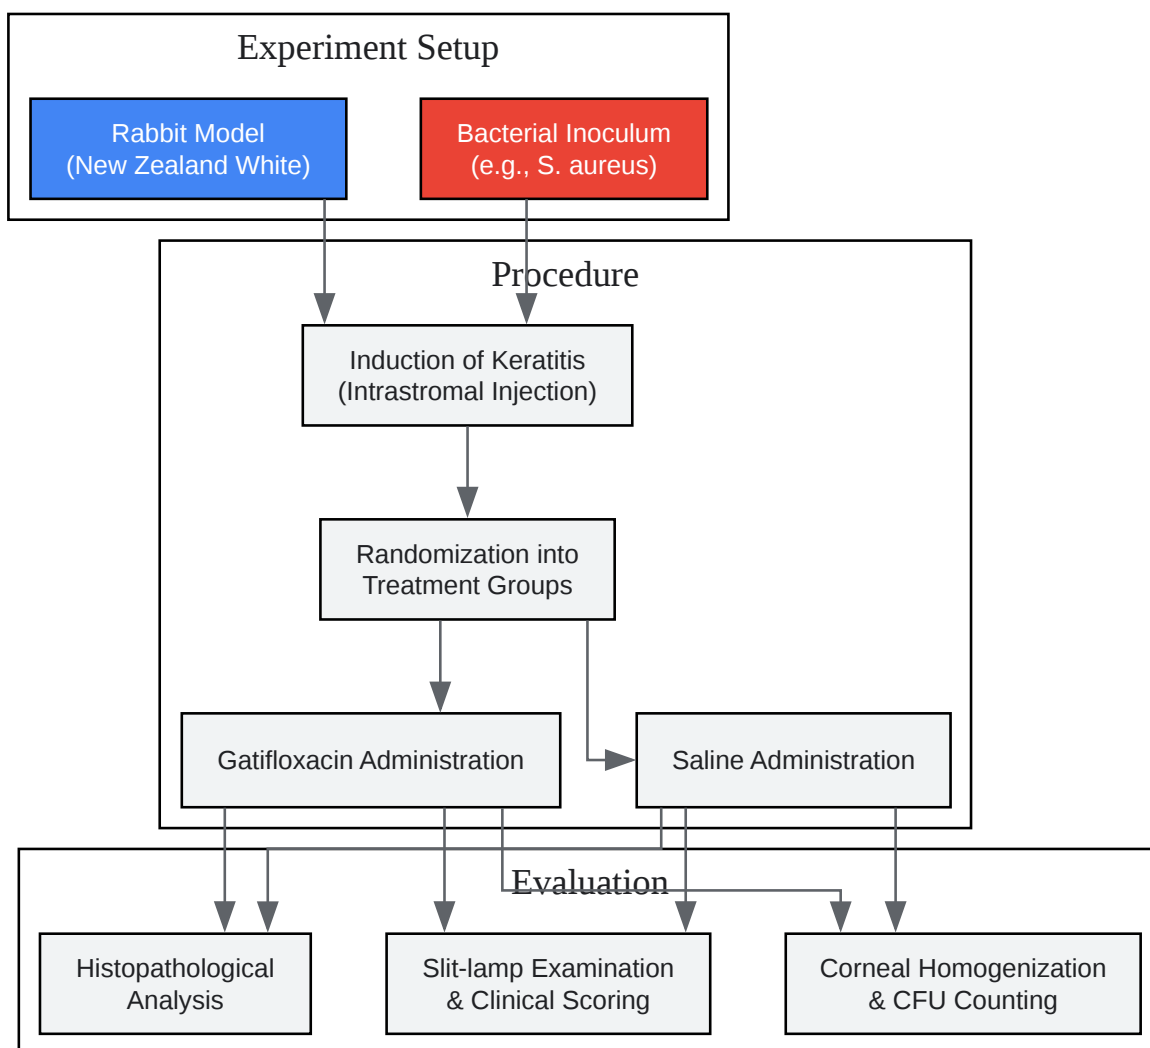 Experiment Setup
Rabbit Model
(New Zealand White)
Bacterial Inoculum
(e.g., S. aureus)
Procedure
Induction of Keratitis
(Intrastromal Injection)
Randomization into
Treatment Groups
Gatifloxacin Administration
Saline Administration
Evaluation
Histopathological
Analysis
Slit-lamp Examination
& Clinical Scoring
Corneal Homogenization
& CFU Counting